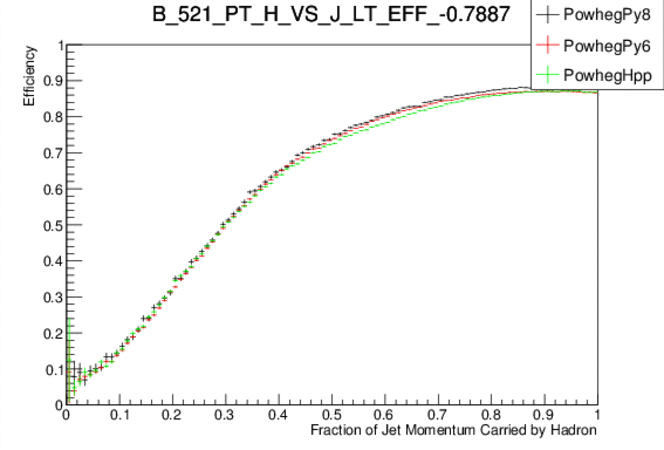 B_521_PT_H_VS_J_LT_EFF_-0.7887
PowhegPy8
PowhegPy6
PowhegHpp
Efficiency
1
0.9
0.8
0.7
0.6
0.5
0.4
0.3
0.2
0.1
0
0 0.1 0.2 0.3 0.4 0.5 0.6 0.7 0.8 0.9 1
Fraction of Jet Momentum Carried by Hadron